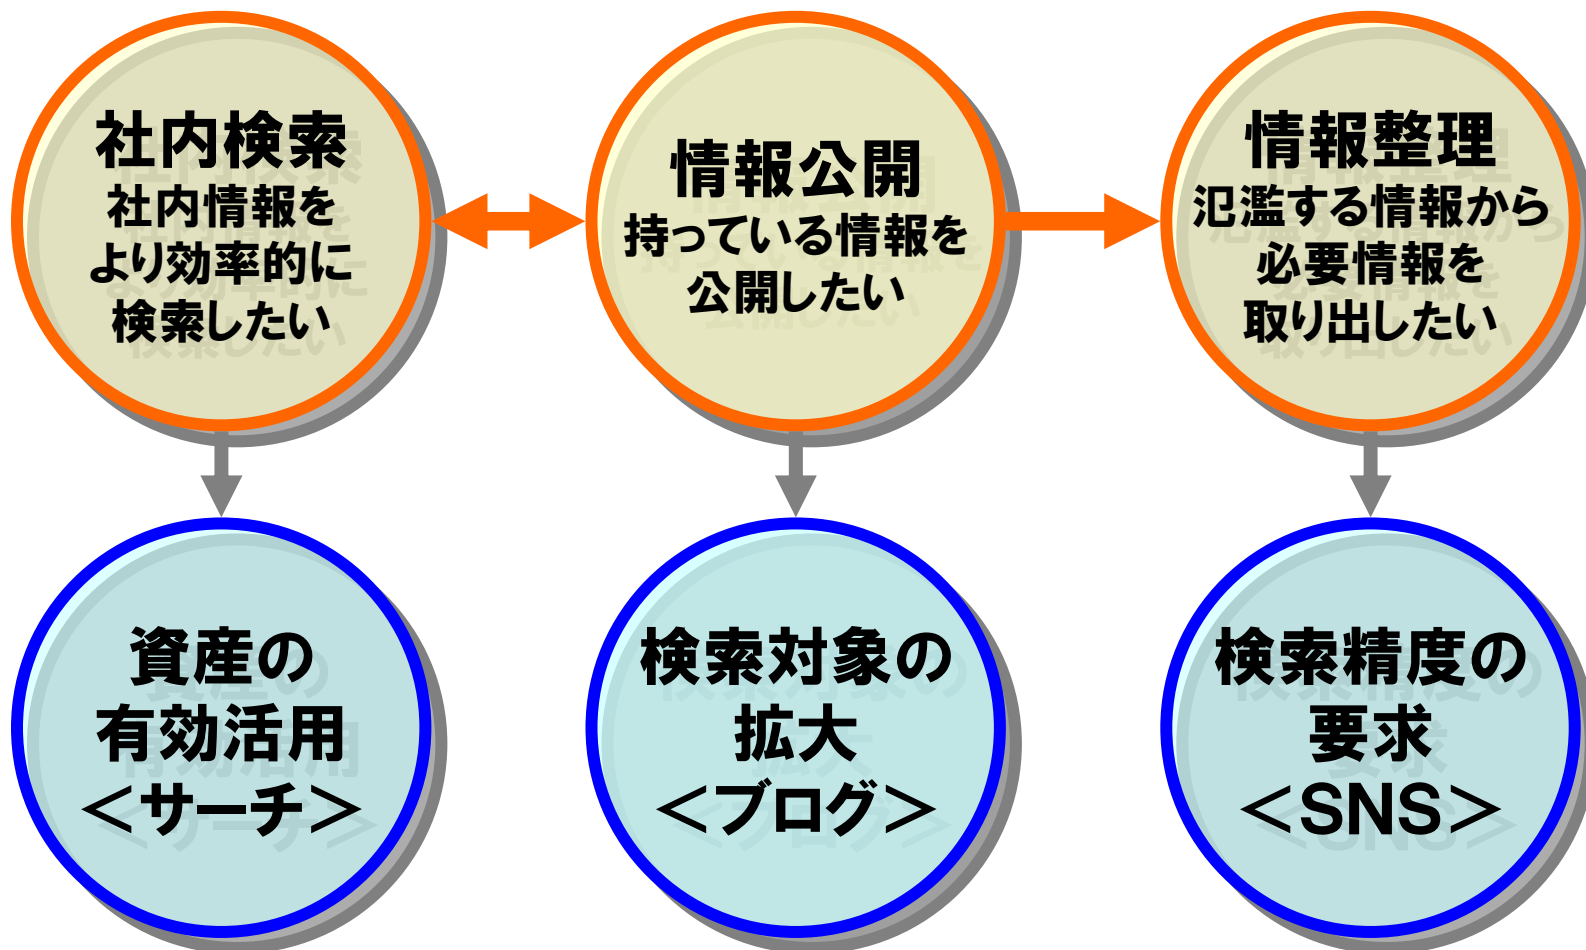 社内検索
社内情報を
より効率的に
検索したい
情報公開
持っている情報を
公開したい
情報整理
氾濫する情報から
必要情報を
取り出したい
資産の
有効活用
＜サーチ＞
検索対象の
拡大
＜ブログ＞
検索精度の
要求
＜SNS＞